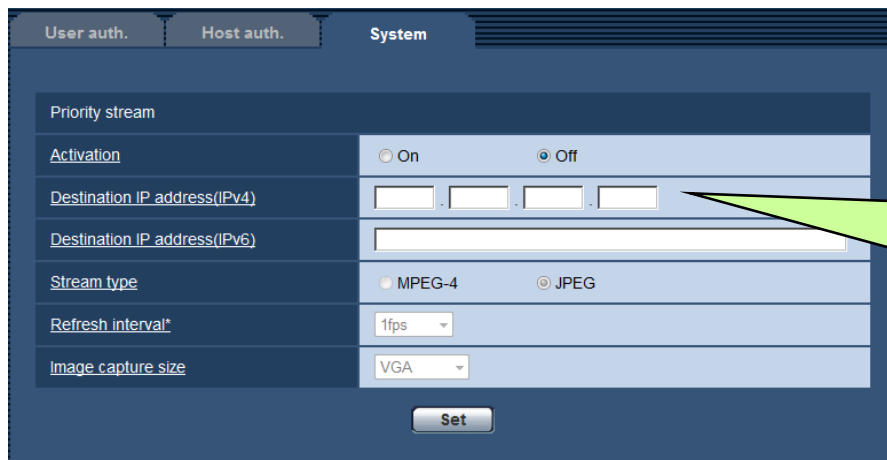 User auth. Host auth. System
Priority stream
Activation On Off
Destination IP address(IPv4) . . .
Destination IP address(IPv6)
Stream type MPEG-4 JPEG
Refresh interval* 1fps
Image capture size VGA
Set